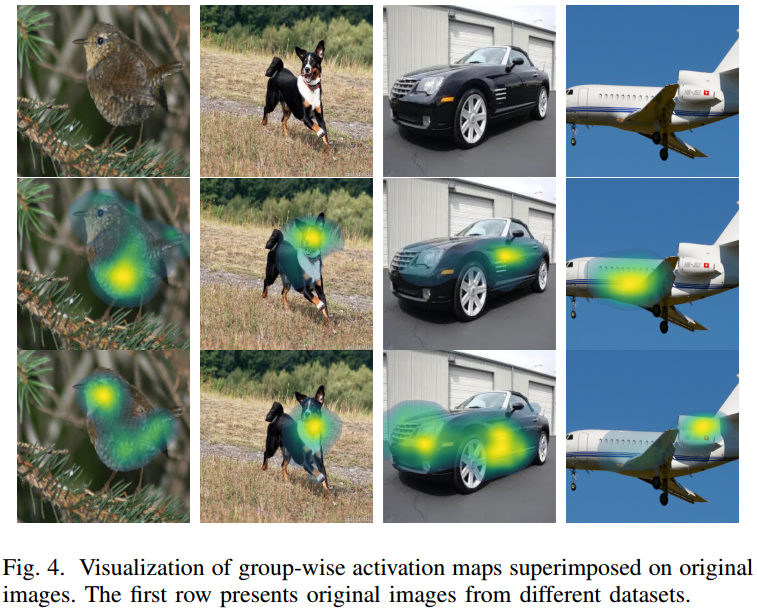 Fig. 4. Visualization of group-wise activation maps superimposed on original
images. The first row presents original images from different datasets.